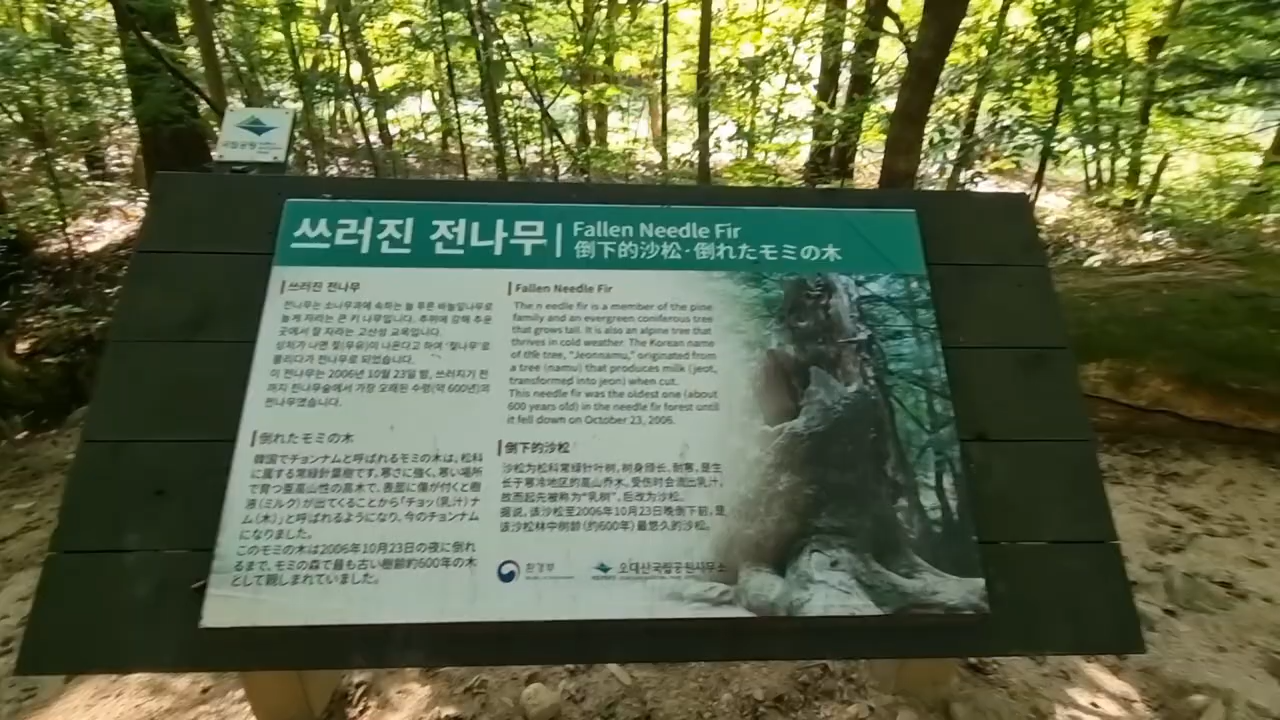 국립공원
쓰러진 전나무
Fallen Needle Fir
倒下的沙松·倒れたモミの木
쓰러진 전나무
전나무는 소나무과에 속하는 늘 푸른 바늘잎나무로
높게 자라는 큰 키 나무입니다. 추위에 강해 추운
곳에서 잘 자라는 고산성 교목입니다.
상처가 나면 젖(우유)이 나온다고 하여 '젖나무'로
불리다가 전나무로 되었습니다.
이 전나무는 2006년 10월 23일 밤, 쓰러지기 전
까지 전나무숲에서 가장 오래된 수령(약 600년)의
전나무였습니다.
Fallen Needle Fir
The n eedle fir is a member of the pine
family and an evergreen coniferous tree
that grows tall. It is also an alpine tree that
thrives in cold weather. The Korean name
of the tree, "Jeonnamu," originated from
a tree (namu) that produces milk (jeot,
transformed into jeon) when cut.
This needle fir was the oldest one (about
600 years old) in the needle fir forest until
it fell down on October 23, 2006.
倒れたモミの木
韓国でチョンナムと呼ばれるモミの木は、松科
に属する常緑針葉樹です。寒さに強く、寒い場所
で育つ亜高山性の高木で、表面に傷が付くと樹
液(ミルク)が出てくることから「チョッ(乳汁)ナ
ム(木)」と呼ばれるようになり、今のチョンナム
になりました。
このモミの木は2006年10月23日の夜に倒れ
るまで、モミの森で最も古い樹齢約600年の木
として親しまれていました。
倒下的沙松
沙松为松科常绿针叶树，树身颀长、耐寒，是生
长于寒冷地区的高山乔木。受伤时会流出乳汁，
故而起先被称为“乳树”，后改为沙松。
据说，该沙松至2006年10月23日晚倒下前，是
该沙松林中树龄（约600年）最悠久的沙松。
환경부
오대산국립공원사무소